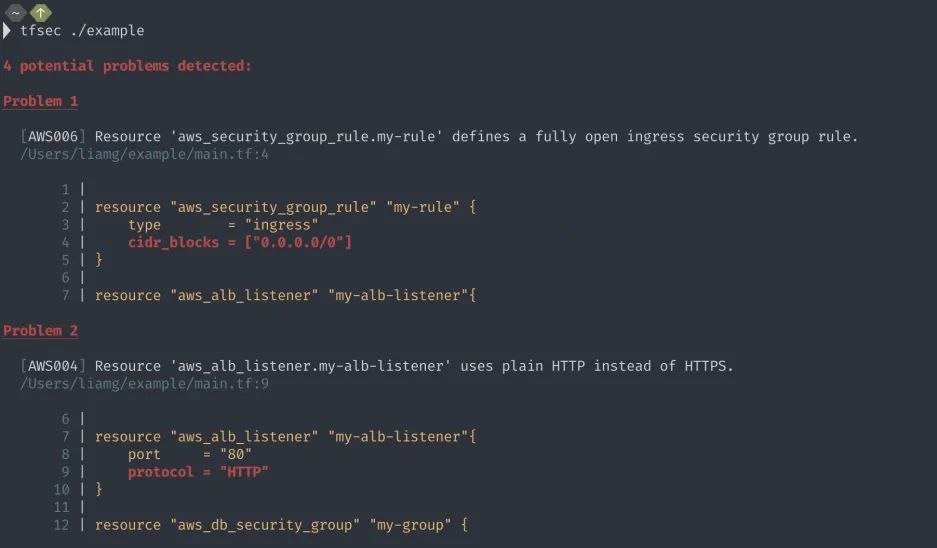 ~ ↑
tfsec ./example
4 potential problems detected:
Problem 1
[AWS006] Resource 'aws_security_group_rule.my-rule' defines a fully open ingress security group rule.
/Users/liamg/example/main.tf:4
1 |
2 | resource "aws_security_group_rule" "my-rule" {
3 |     type        = "ingress"
4 |     cidr_blocks = ["0.0.0.0/0"]
5 | }
6 |
7 | resource "aws_alb_listener" "my-alb-listener"{
Problem 2
[AWS004] Resource 'aws_alb_listener.my-alb-listener' uses plain HTTP instead of HTTPS.
/Users/liamg/example/main.tf:9
6 |
7 | resource "aws_alb_listener" "my-alb-listener"{
8 |     port     = "80"
9 |     protocol = "HTTP"
10 | }
11 |
12 | resource "aws_db_security_group" "my-group" {